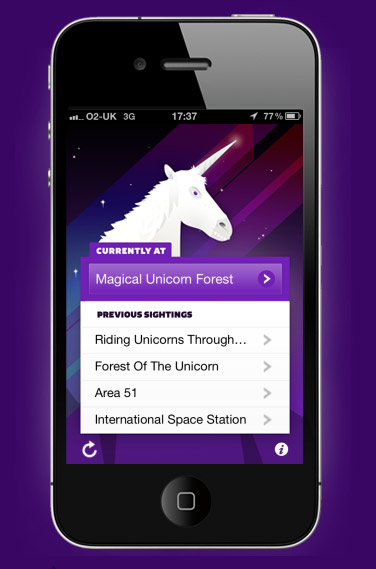 O2-UK 3G 17:37 77%
CURRENTLY AT
Magical Unicorn Forest
PREVIOUS SIGHTINGS
Riding Unicorns Through…
Forest Of The Unicorn
Area 51
International Space Station
i